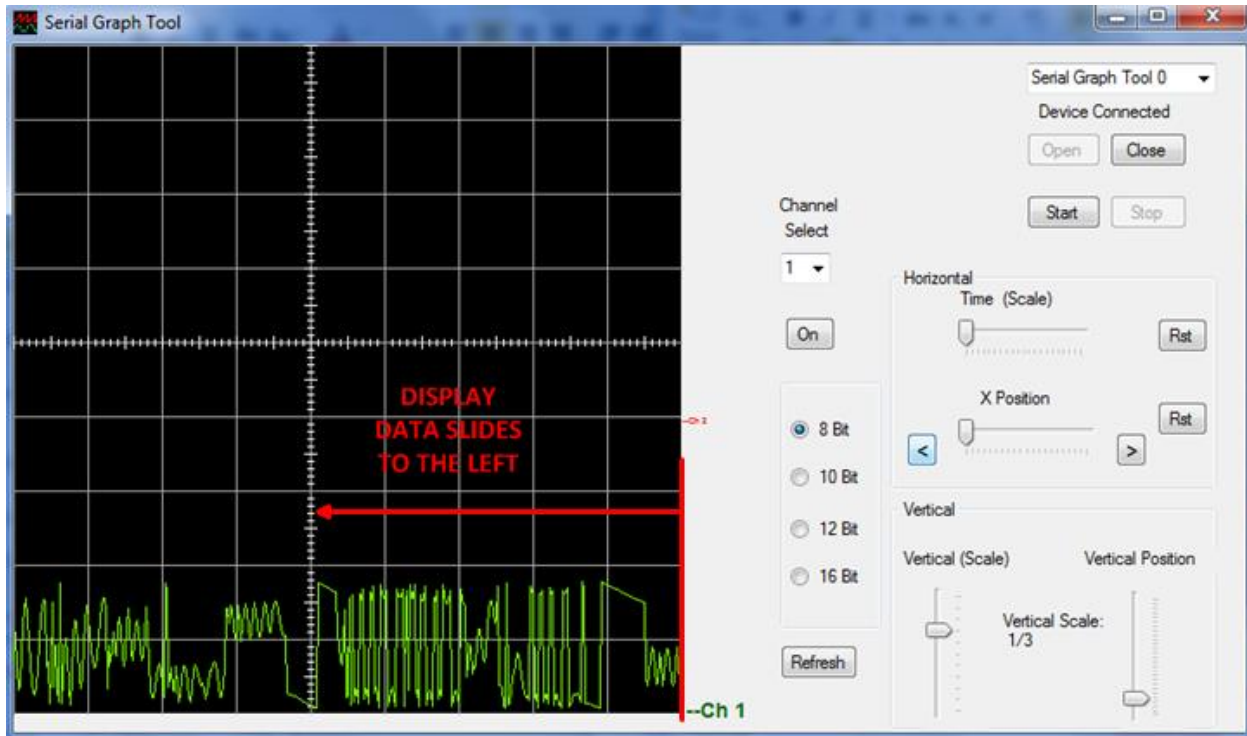 Serial Graph Tool
Serial Graph Tool 0
Device Connected
Open
Close
Start
Stop
Channel
Select
1
On
8 Bit
10 Bit
12 Bit
16 Bit
Refresh
Horizontal
Time (Scale)
Rst
X Position
Rst
<
>
Vertical
Vertical (Scale)
Vertical Position
Vertical Scale:
1/3
DISPLAY
DATA SLIDES
TO THE LEFT
--Ch 1